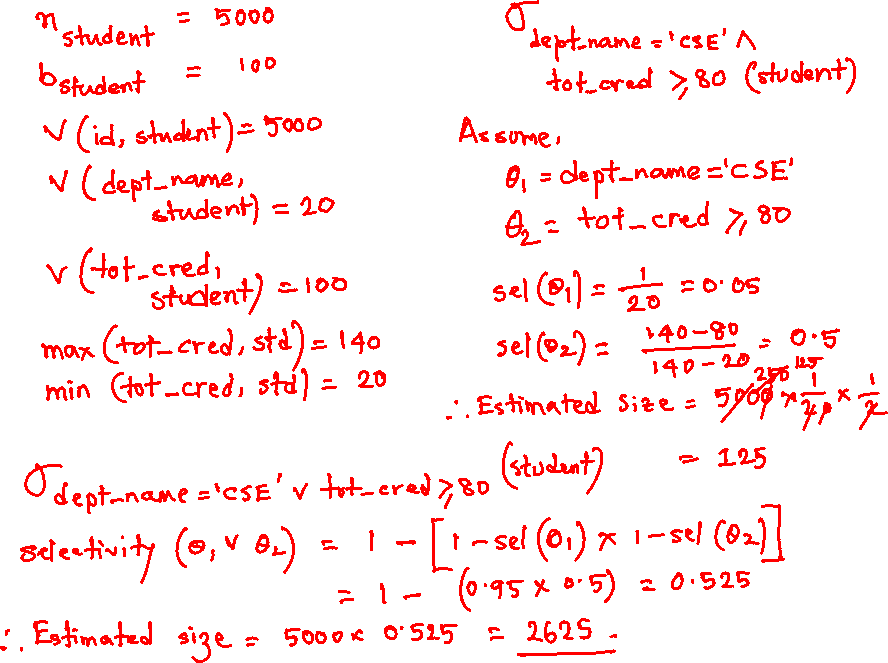 n student = 5000
b student = 100
V (id, student) = 5000
V (dept_name,
student) = 20
V (tot_cred,
student) = 100
max (tot_cred, std) = 140
min (tot_cred, std) = 20
σ dept_name = 'CSE' ∧
tot_cred ≥ 80 (student)
Assume,
θ₁ = dept_name = 'CSE'
θ₂ = tot_cred ≥ 80
sel (θ₁) = 1/20 = 0.05
sel (θ₂) = (140-80)/(140-20) = 0.5
∴ Estimated Size = 5000 × 1/20 × 1/2
250 125
= 125
σ dept_name = 'CSE' ∨ tot_cred ≥ 80 (student)
selectivity (θ₁ ∨ θ₂) = 1 - [1 - sel (θ₁) × 1 - sel (θ₂)]
= 1 - (0.95 × 0.5) = 0.525
∴ Estimated size = 5000 × 0.525 = 2625.